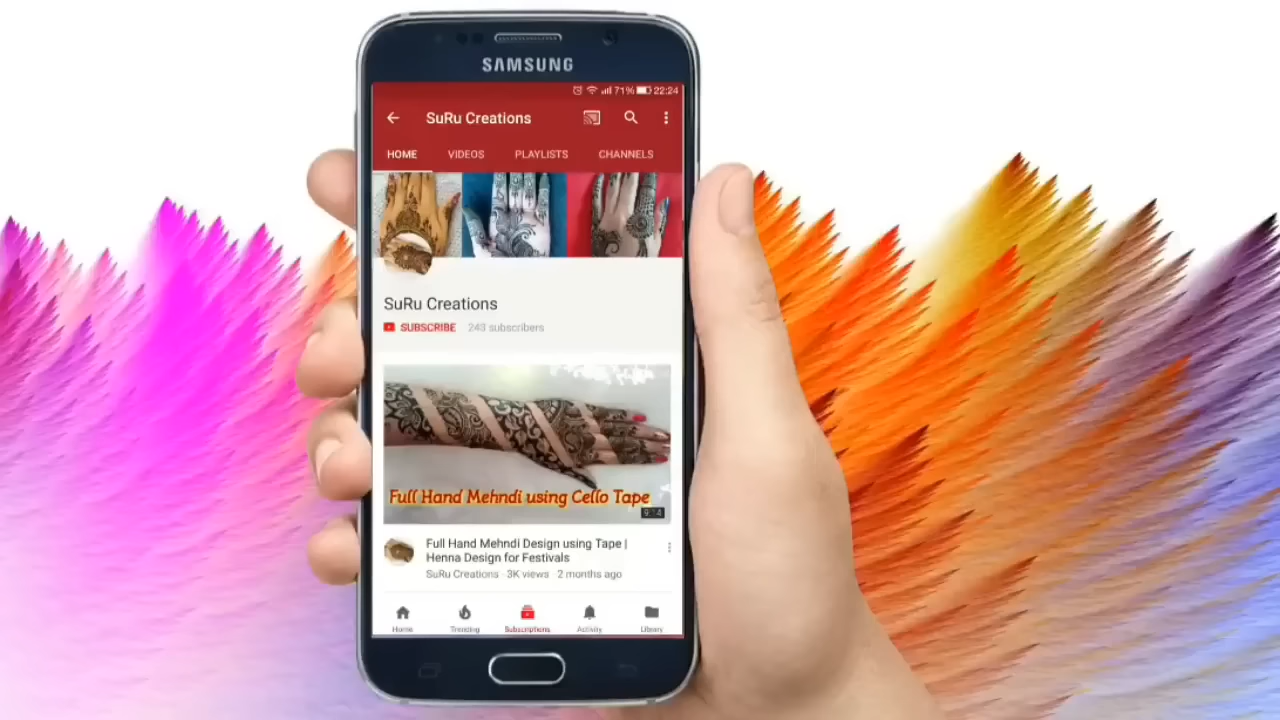 SAMSUNG
71% 22:24
SuRu Creations
HOME VIDEOS PLAYLISTS CHANNELS
SuRu Creations
SUBSCRIBE 243 subscribers
Full Hand Mehndi using Cello Tape
9:14
Full Hand Mehndi Design using Tape |
Henna Design for Festivals
SuRu Creations 3K views 2 months ago
Home Trending Subscriptions Activity Library